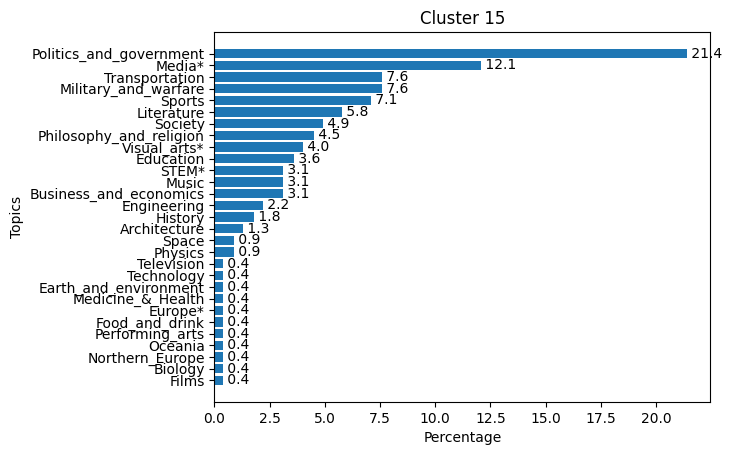 Cluster 15
Politics_and_government 21.4
Media* 12.1
Transportation 7.6
Military_and_warfare 7.6
Sports 7.1
Literature 5.8
Society 4.9
Philosophy_and_religion 4.5
Visual_arts* 4.0
Education 3.6
STEM* 3.1
Music 3.1
Business_and_economics 3.1
Engineering 2.2
History 1.8
Architecture 1.3
Space 0.9
Physics 0.9
Television 0.4
Technology 0.4
Earth_and_environment 0.4
Medicine_&_Health 0.4
Europe* 0.4
Food_and_drink 0.4
Performing_arts 0.4
Oceania 0.4
Northern_Europe 0.4
Biology 0.4
Films 0.4
Topics
0.0 2.5 5.0 7.5 10.0 12.5 15.0 17.5 20.0
Percentage